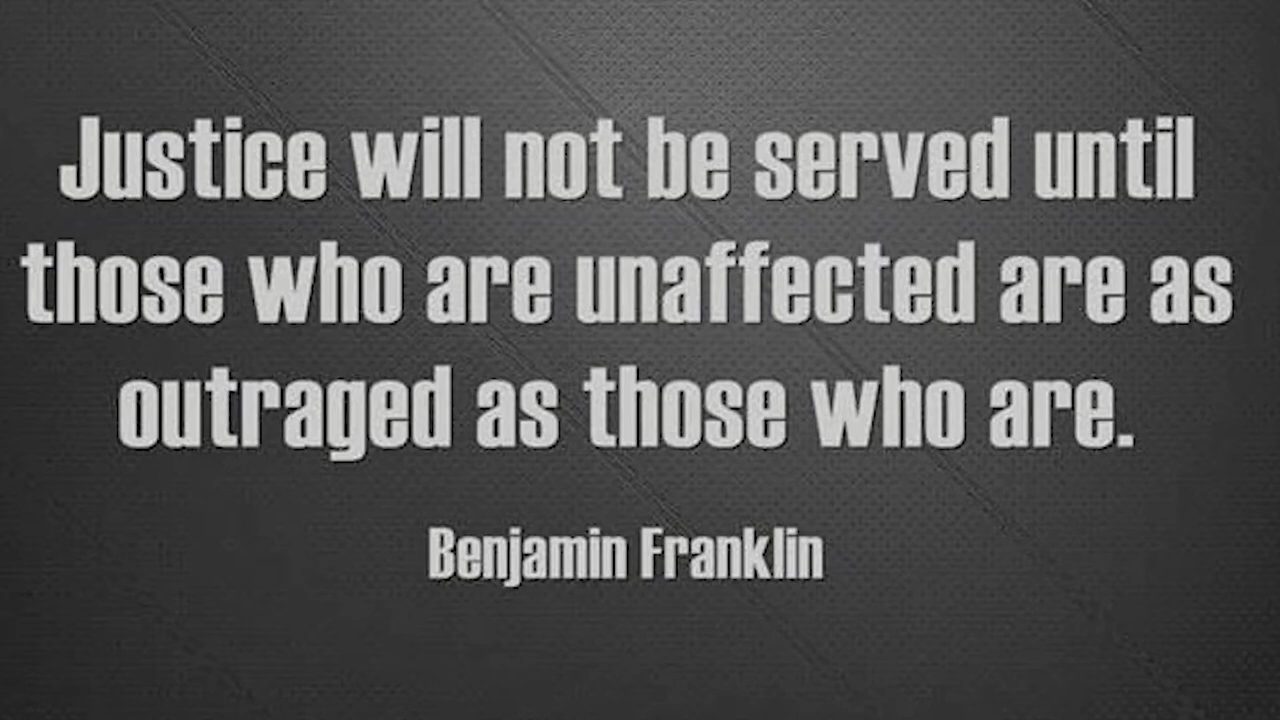 Justice will not be served until
those who are unaffected are as
outraged as those who are.
Benjamin Franklin